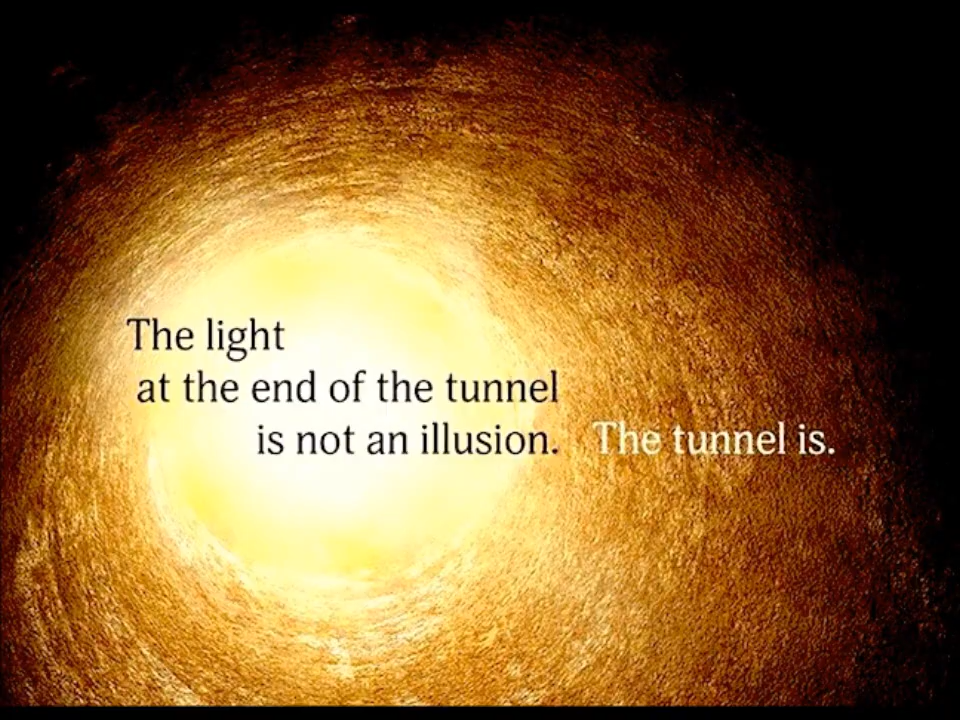 The light
at the end of the tunnel
is not an illusion. The tunnel is.